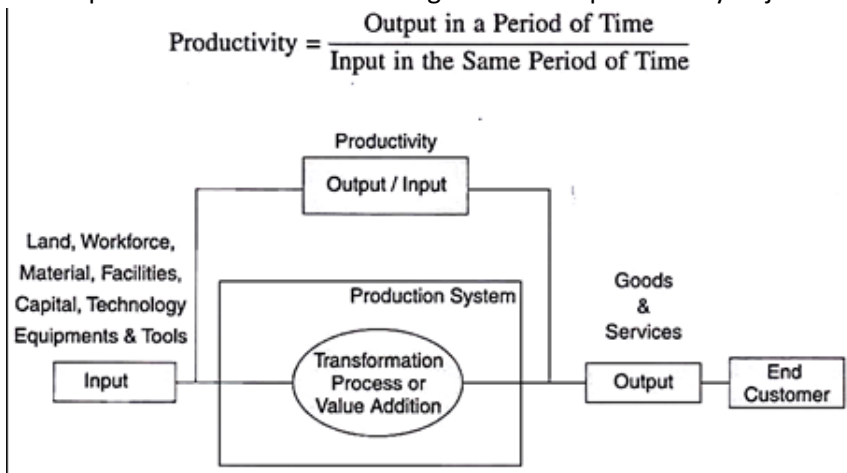 Productivity = Output in a Period of Time / Input in the Same Period of Time
Productivity
Output / Input
Land, Workforce,
Material, Facilities,
Capital, Technology
Equipments & Tools
Input
Production System
Transformation
Process or
Value Addition
Goods
&
Services
Output
End
Customer